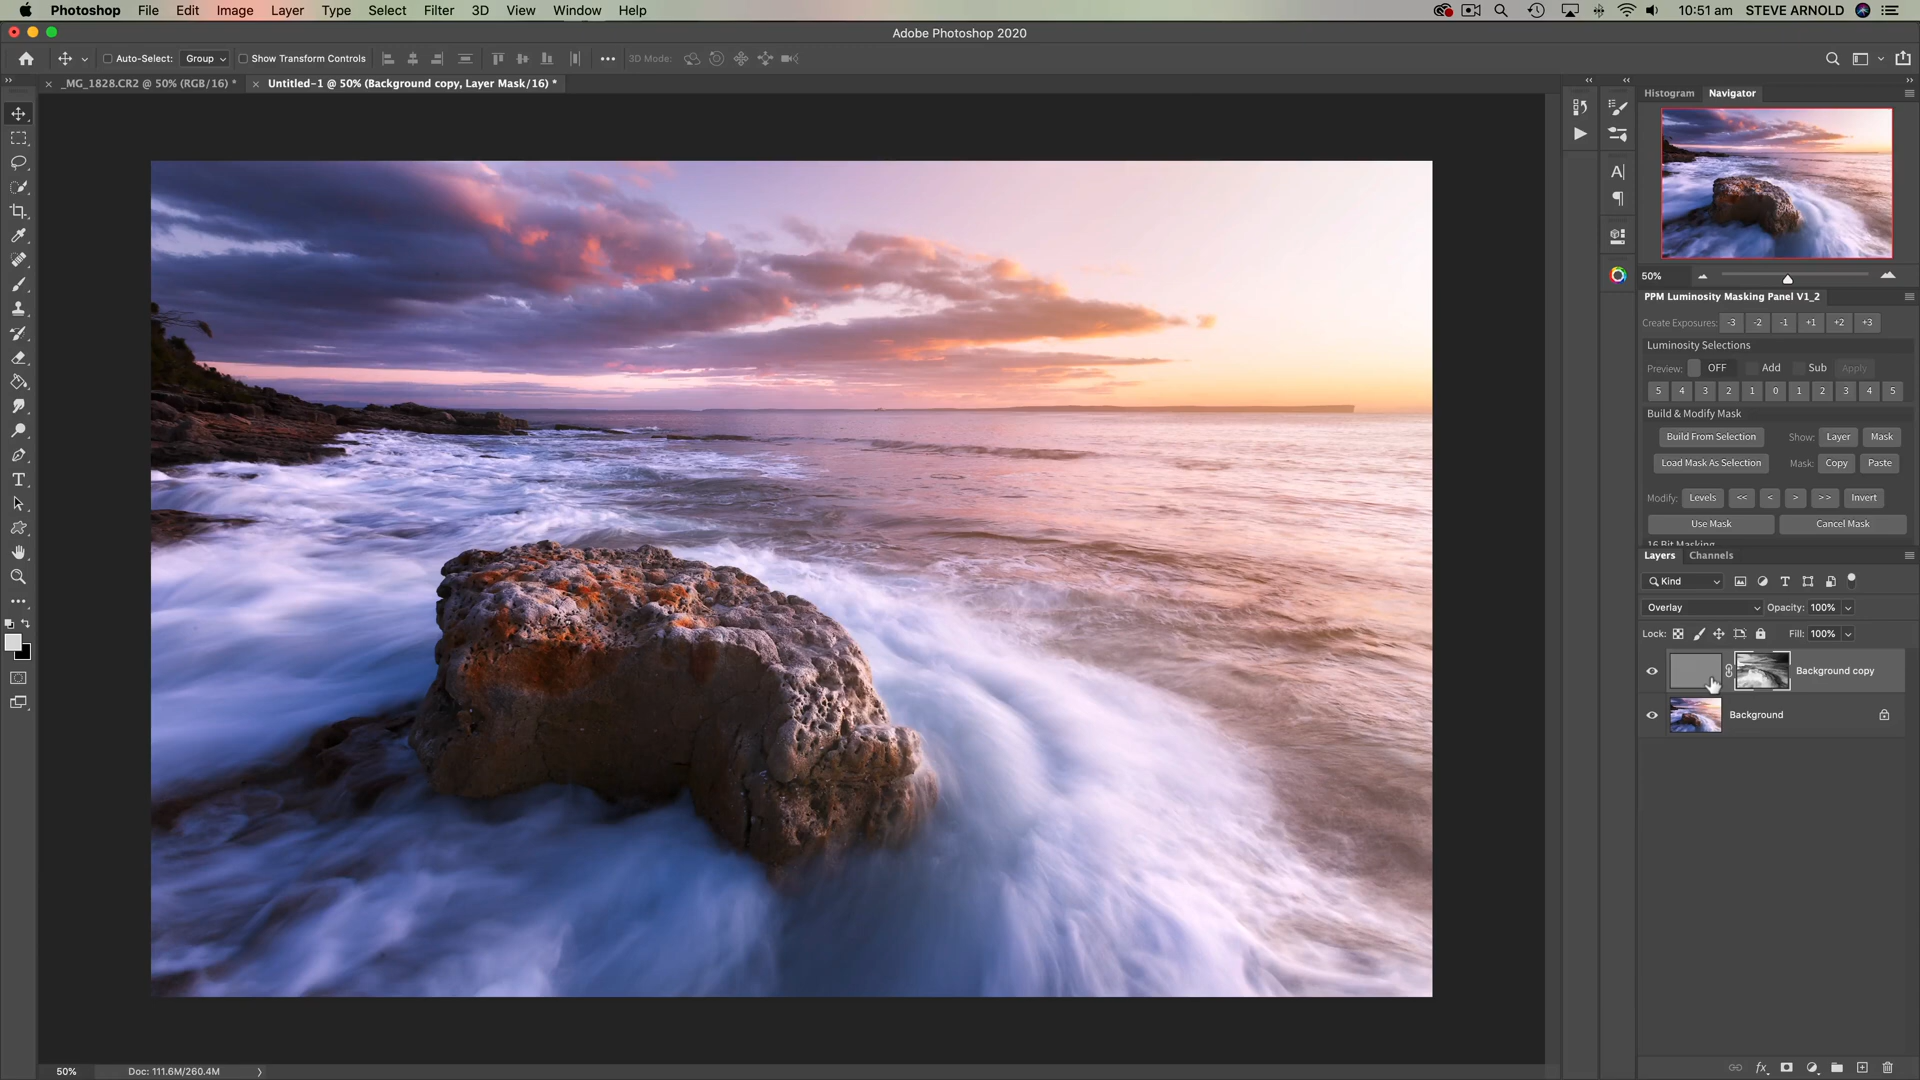 Photoshop File Edit Image Layer Type Select Filter 3D View Window Help 10:51 am STEVE ARNOLD
Adobe Photoshop 2020
Auto-Select: Group Show Transform Controls 3D Mode:
_MG_1828.CR2 @ 50% (RGB/16) * Untitled-1 @ 50% (Background copy, Layer Mask/16) *
Histogram Navigator
50%
PPM Luminosity Masking Panel V1_2
Create Exposures: -3 -2 -1 +1 +2 +3
Luminosity Selections
Preview: OFF Add Sub Apply
5 4 3 2 1 0 1 2 3 4 5
Build & Modify Mask
Build From Selection Show: Layer Mask
Load Mask As Selection Mask: Copy Paste
Modify: Levels << < > >> Invert
Use Mask Cancel Mask
16 Bit Masking
Layers Channels
Kind
Overlay Opacity: 100%
Lock: Fill: 100%
Background copy
Background
50% Doc: 111.6M/260.4M